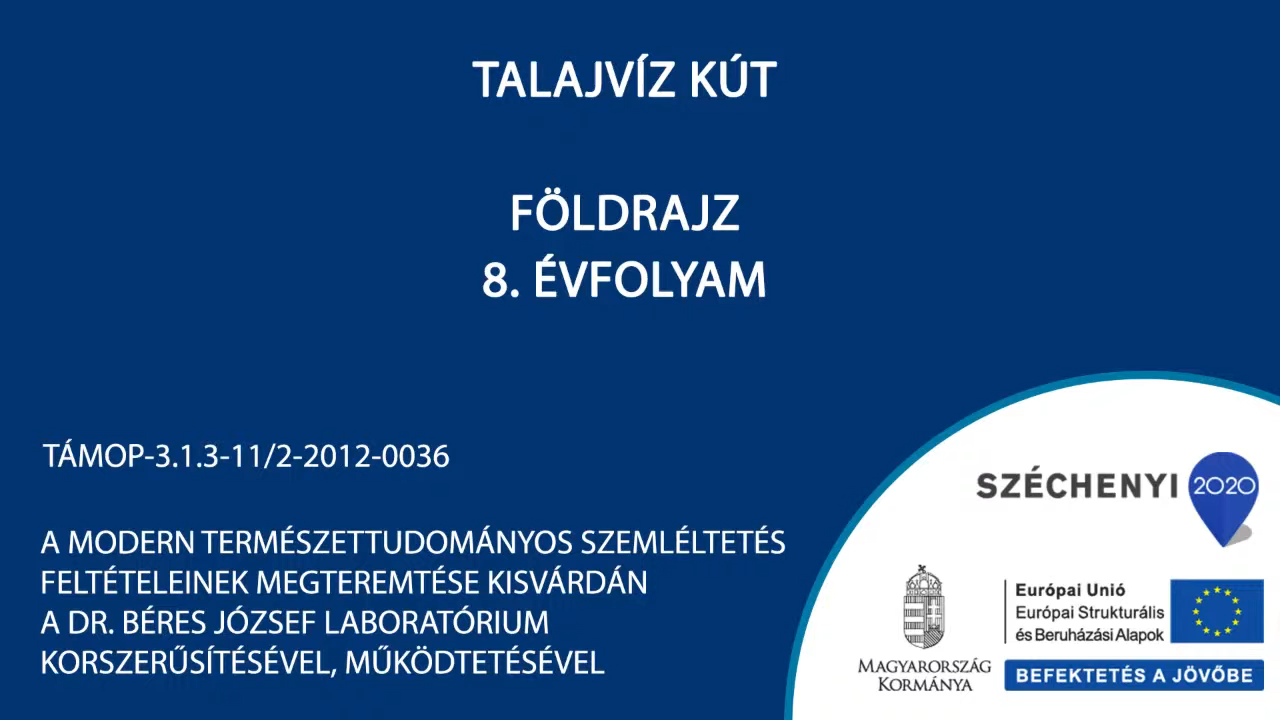 TALAJVÍZ KÚT
FÖLDRAJZ
8. ÉVFOLYAM
TÁMOP-3.1.3-11/2-2012-0036
A MODERN TERMÉSZETTUDOMÁNYOS SZEMLÉLTETÉS
FELTÉTELEINEK MEGTEREMTÉSE KISVÁRDÁN
A DR. BÉRES JÓZSEF LABORATÓRIUM
KORSZERŰSÍTÉSÉVEL, MŰKÖDTETÉSÉVEL
SZÉCHENYI 2020
MAGYARORSZÁG
KORMÁNYA
Európai Unió
Európai Strukturális
és Beruházási Alapok
BEFEKTETÉS A JÖVŐBE